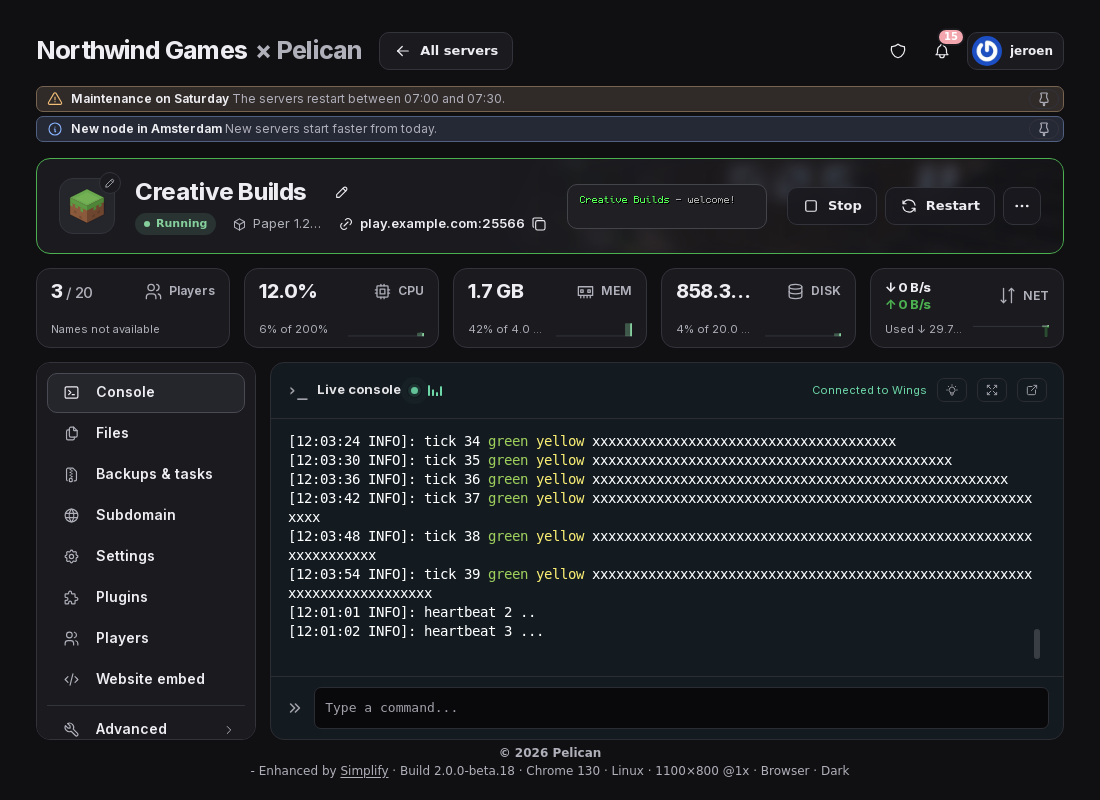 Northwind Games × Pelican
All servers
15
jeroen
Maintenance on Saturday The servers restart between 07:00 and 07:30.
New node in Amsterdam New servers start faster from today.
Creative Builds
Running
Paper 1.2...
play.example.com:25566
Creative Builds — welcome!
Stop
Restart
3 / 20
Players
Names not available
12.0%
CPU
6% of 200%
1.7 GB
MEM
42% of 4.0 ...
858.3...
DISK
4% of 20.0 ...
↓ 0 B/s
↑ 0 B/s
NET
Used ↓ 29.7...
Console
Files
Backups & tasks
Subdomain
Settings
Plugins
Players
Website embed
Advanced
Live console
Connected to Wings
[12:03:24 INFO]: tick 34 green yellow xxxxxxxxxxxxxxxxxxxxxxxxxxxxxxxxxxxxxx
[12:03:30 INFO]: tick 35 green yellow xxxxxxxxxxxxxxxxxxxxxxxxxxxxxxxxxxxxxxxxxxxxx
[12:03:36 INFO]: tick 36 green yellow xxxxxxxxxxxxxxxxxxxxxxxxxxxxxxxxxxxxxxxxxxxxxxxxxxxx
[12:03:42 INFO]: tick 37 green yellow xxxxxxxxxxxxxxxxxxxxxxxxxxxxxxxxxxxxxxxxxxxxxxxxxxxxxxx
xxxx
[12:03:48 INFO]: tick 38 green yellow xxxxxxxxxxxxxxxxxxxxxxxxxxxxxxxxxxxxxxxxxxxxxxxxxxxxxxx
xxxxxxxxxxx
[12:03:54 INFO]: tick 39 green yellow xxxxxxxxxxxxxxxxxxxxxxxxxxxxxxxxxxxxxxxxxxxxxxxxxxxxxxx
xxxxxxxxxxxxxxxxxx
[12:01:01 INFO]: heartbeat 2 ..
[12:01:02 INFO]: heartbeat 3 ...
Type a command...
© 2026 Pelican
- Enhanced by Simplify · Build 2.0.0-beta.18 · Chrome 130 · Linux · 1100×800 @1x · Browser · Dark